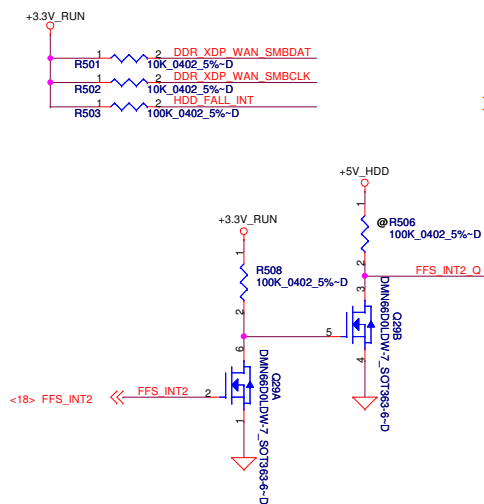 +3.3V_RUN
1 2 DDR_XDP_WAN_SMBDAT
R501 10K_0402_5%~D
1 2 DDR_XDP_WAN_SMBCLK
R502 10K_0402_5%~D
1 2 HDD_FALL_INT
R503 100K_0402_5%~D
+5V_HDD
1
@R506
100K_0402_5%~D
2
FFS_INT2_Q
+3.3V_RUN
1
R508
100K_0402_5%~D
2
3
5
4
Q29B
DMN66D0LDW-7_SOT363-6~D
6
2
1
Q29A
DMN66D0LDW-7_SOT363-6~D
<18> FFS_INT2
FFS_INT2